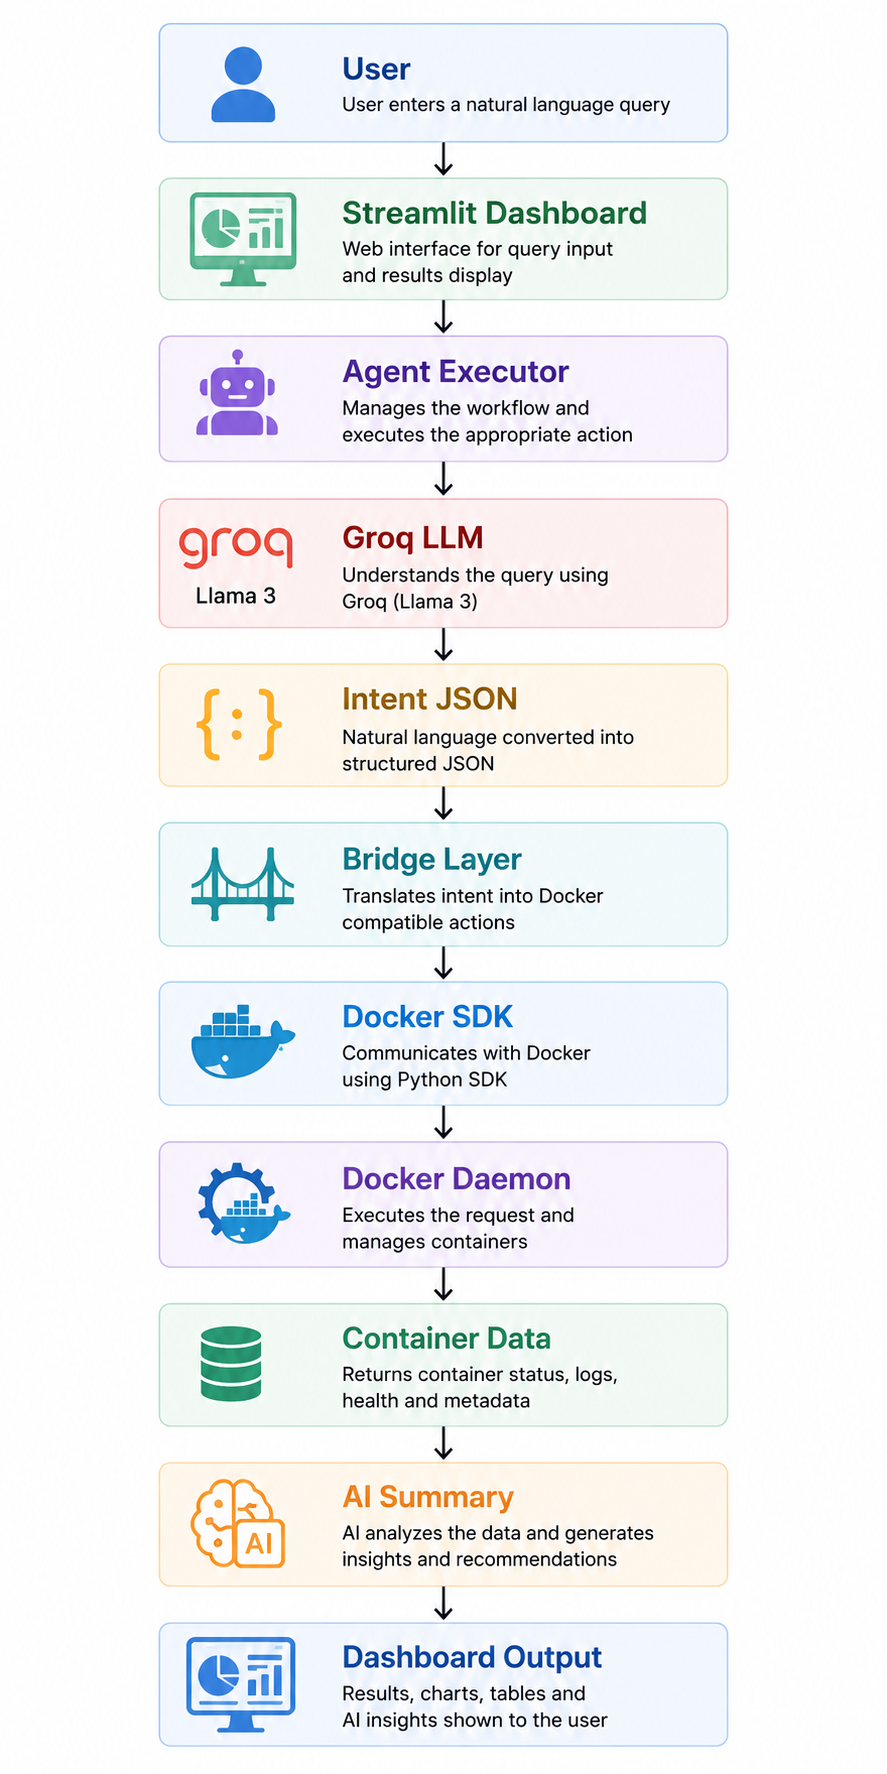 User
User enters a natural language query
Streamlit Dashboard
Web interface for query input
and results display
Agent Executor
Manages the workflow and
executes the appropriate action
groq
Llama 3
Groq LLM
Understands the query using
Groq (Llama 3)
{:}
Intent JSON
Natural language converted into
structured JSON
Bridge Layer
Translates intent into Docker
compatible actions
Docker SDK
Communicates with Docker
using Python SDK
Docker Daemon
Executes the request and
manages containers
Container Data
Returns container status, logs,
health and metadata
AI
AI Summary
AI analyzes the data and generates
insights and recommendations
Dashboard Output
Results, charts, tables and
AI insights shown to the user